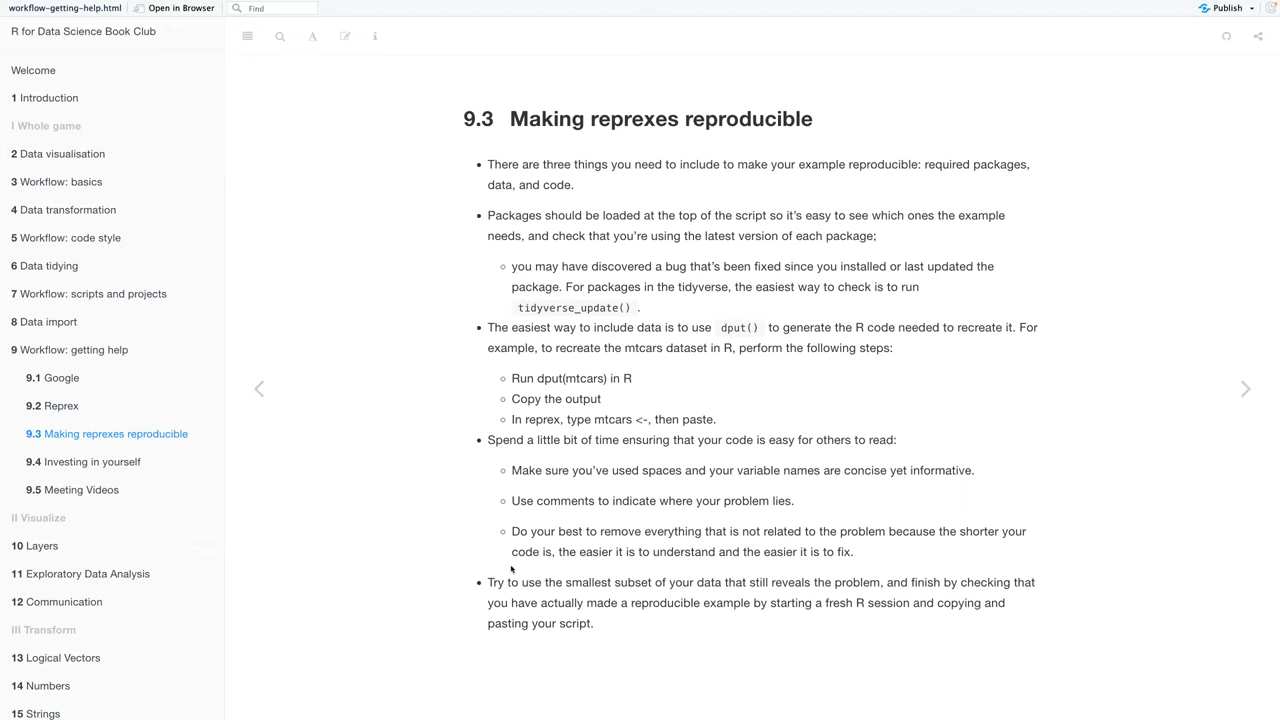 workflow-getting-help.html
Open in Browser
Find
Publish
R for Data Science Book Club
Welcome
1 Introduction
I Whole game
2 Data visualisation
3 Workflow: basics
4 Data transformation
5 Workflow: code style
6 Data tidying
7 Workflow: scripts and projects
8 Data import
9 Workflow: getting help
9.1 Google
9.2 Reprex
9.3 Making reprexes reproducible
9.4 Investing in yourself
9.5 Meeting Videos
II Visualize
10 Layers
11 Exploratory Data Analysis
12 Communication
III Transform
13 Logical Vectors
14 Numbers
15 Strings
9.3 Making reprexes reproducible
• There are three things you need to include to make your example reproducible: required packages,
data, and code.
• Packages should be loaded at the top of the script so it's easy to see which ones the example
needs, and check that you're using the latest version of each package;
○ you may have discovered a bug that's been fixed since you installed or last updated the
package. For packages in the tidyverse, the easiest way to check is to run
tidyverse_update() .
• The easiest way to include data is to use dput() to generate the R code needed to recreate it. For
example, to recreate the mtcars dataset in R, perform the following steps:
○ Run dput(mtcars) in R
○ Copy the output
○ In reprex, type mtcars <-, then paste.
• Spend a little bit of time ensuring that your code is easy for others to read:
○ Make sure you've used spaces and your variable names are concise yet informative.
○ Use comments to indicate where your problem lies.
○ Do your best to remove everything that is not related to the problem because the shorter your
code is, the easier it is to understand and the easier it is to fix.
• Try to use the smallest subset of your data that still reveals the problem, and finish by checking that
you have actually made a reproducible example by starting a fresh R session and copying and
pasting your script.